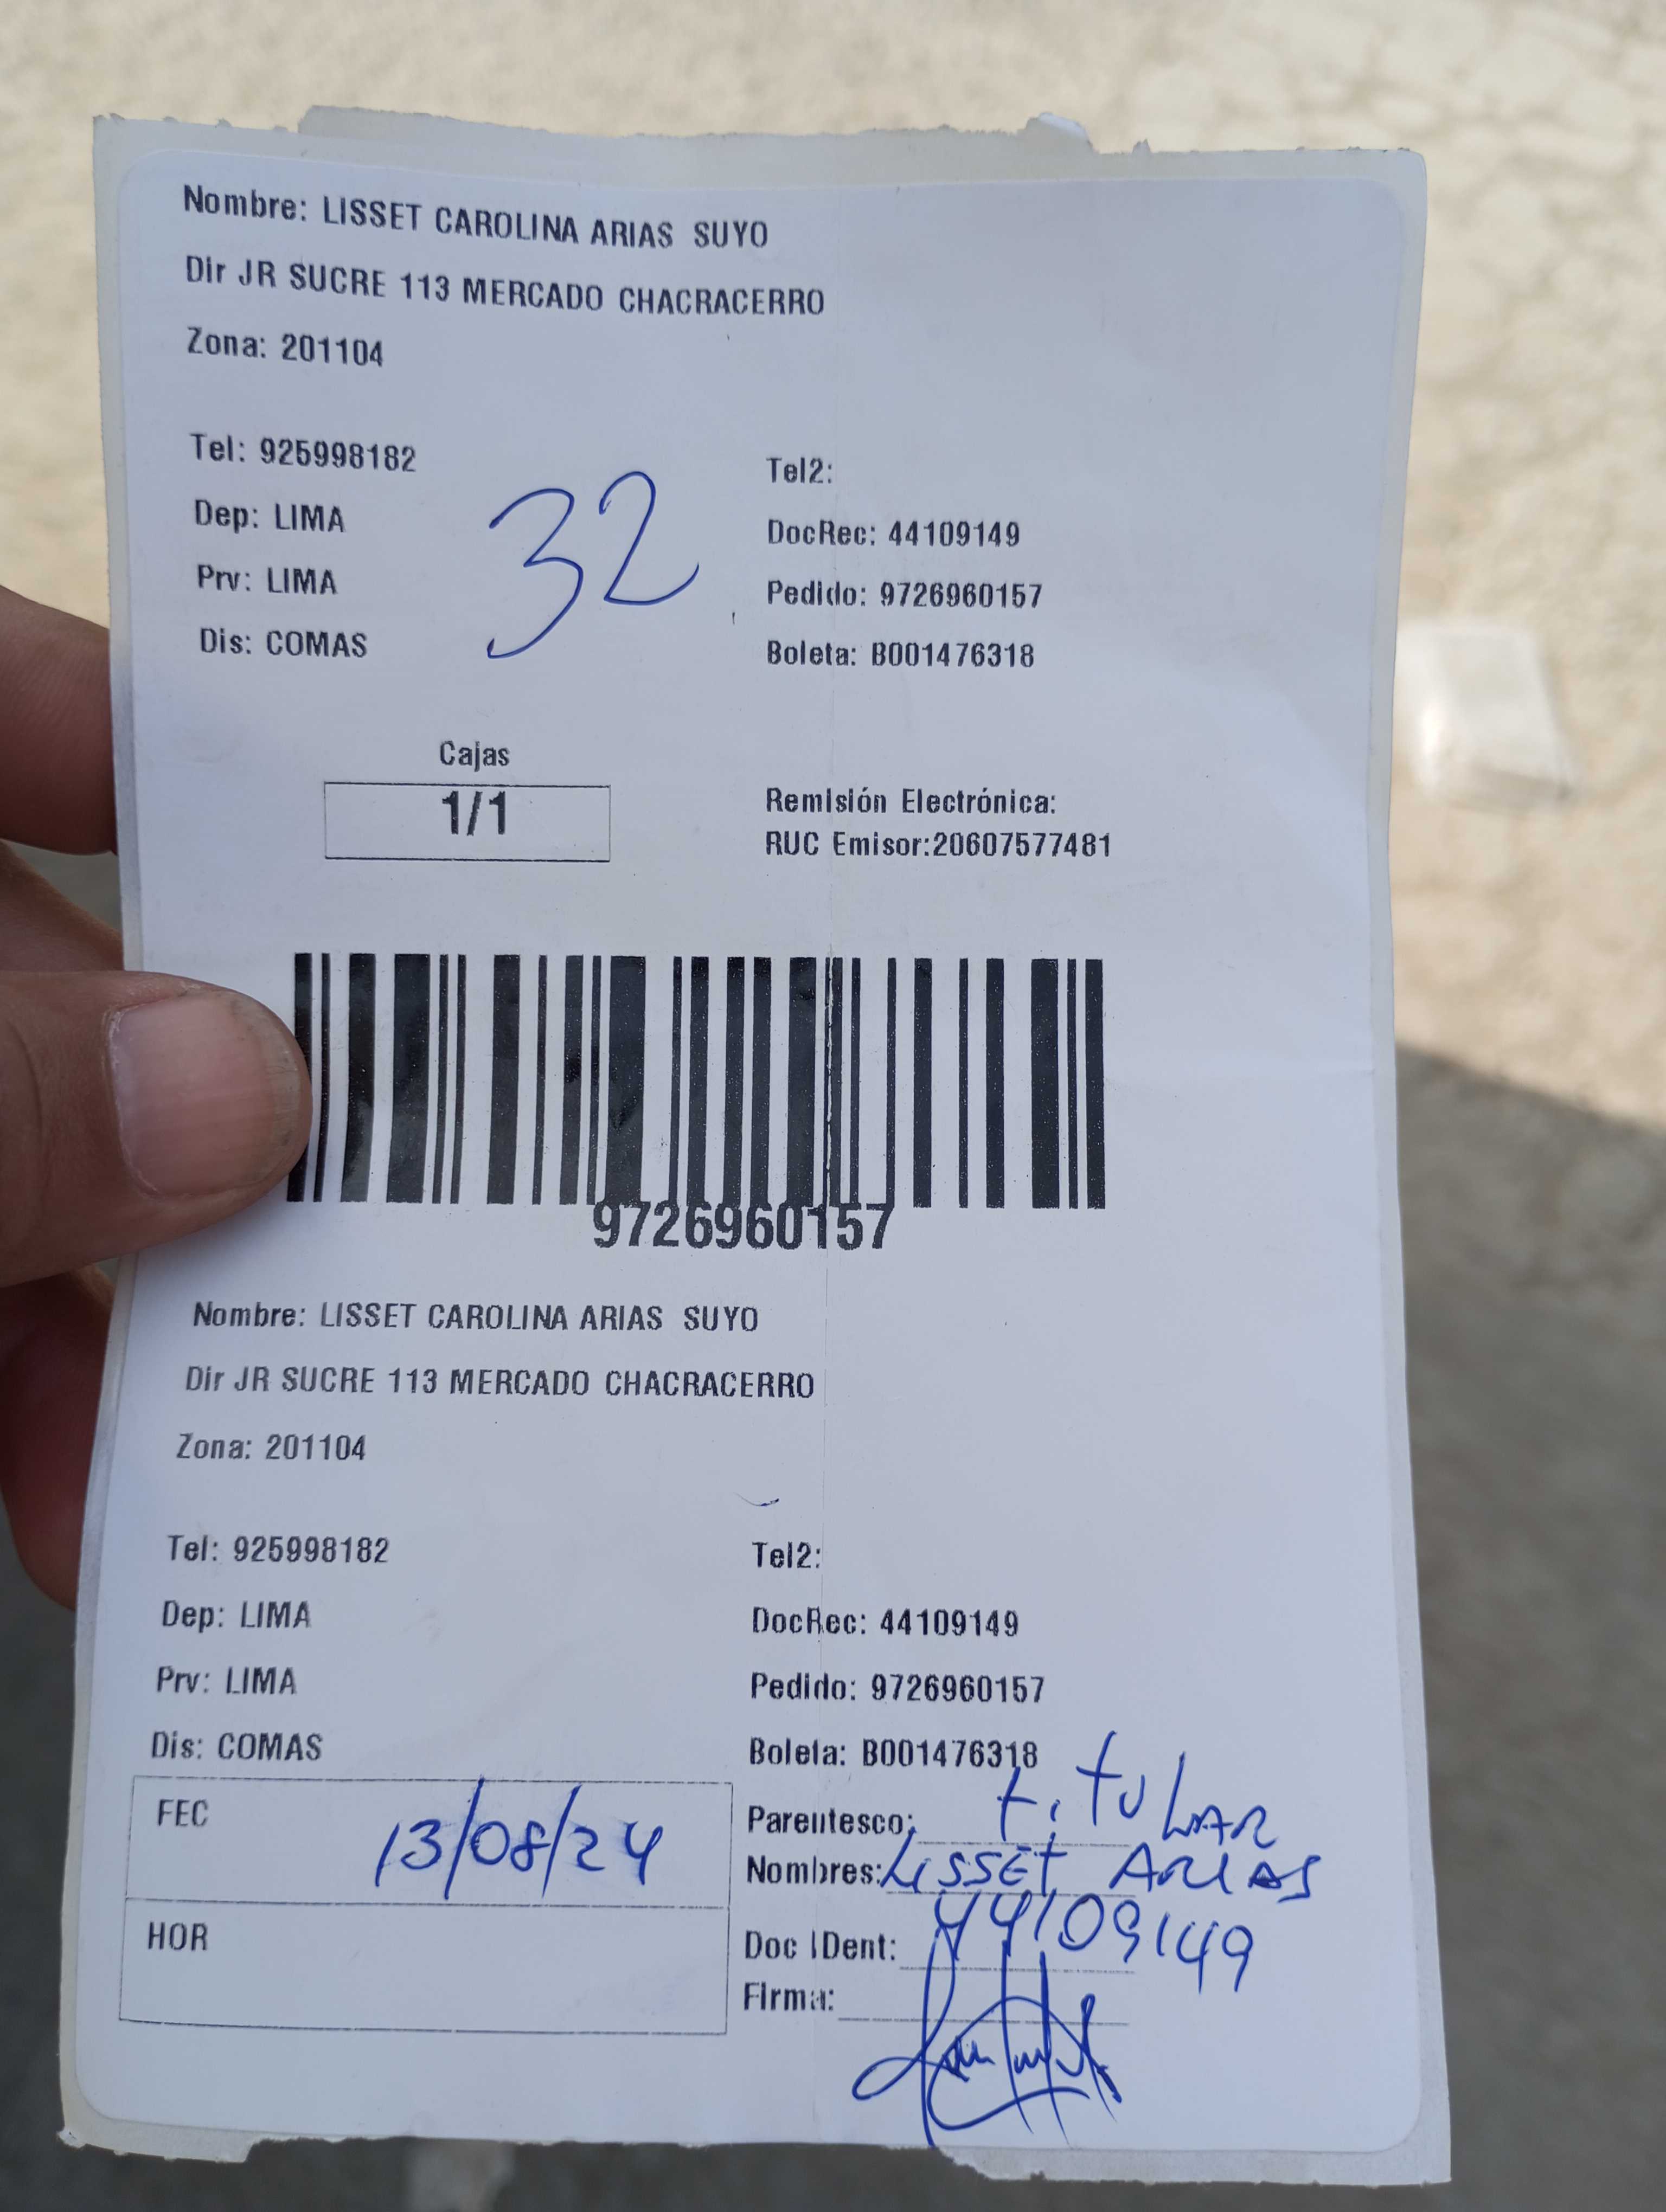 Nombre: LISSET CAROLINA ARIAS SUYO
Dir JR SUCRE 113 MERCADO CHACRACERRO
Zona: 201104
Tel: 925998182
Tel2:
Dep: LIMA
DocRec: 44109149
Prv: LIMA
Pedido: 9726960157
Dis: COMAS
Boleta: B001476318
32
Cajas
1/1
Remisión Electrónica:
RUC Emisor:20607577481
9726960157
Nombre: LISSET CAROLINA ARIAS SUYO
Dir JR SUCRE 113 MERCADO CHACRACERRO
Zona: 201104
Tel: 925998182
Tel2:
Dep: LIMA
DocRec: 44109149
Prv: LIMA
Pedido: 9726960157
Dis: COMAS
Boleta: B001476318
FEC 13/08/24
HOR
Parentesco: titular
Nombres: Lisset Arias
Doc IDent: 44109149
Firma: